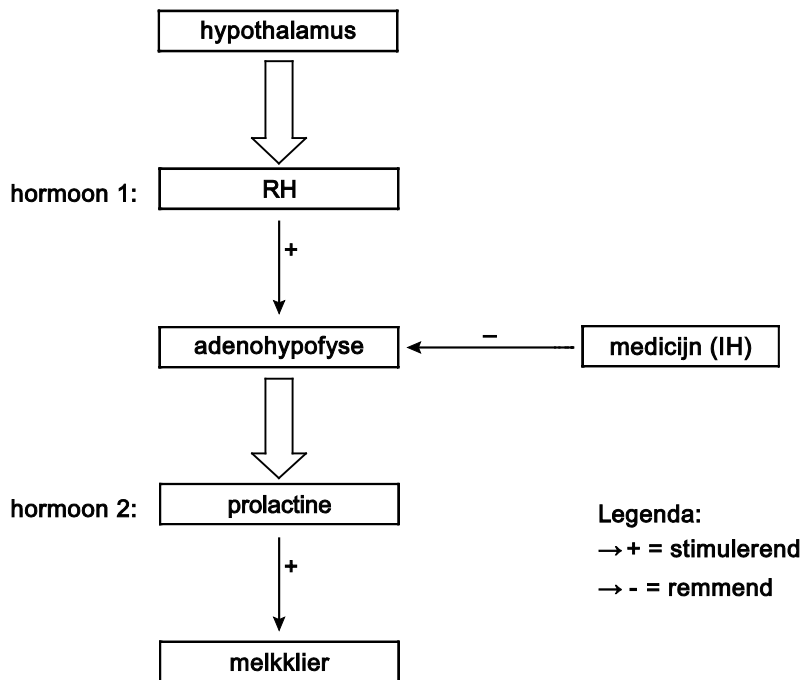 hypothalamus
hormoon 1:
RH
+
adenohypofyse
–
medicijn (IH)
hormoon 2:
prolactine
+
melkklier
Legenda:
→ + = stimulerend
→ - = remmend